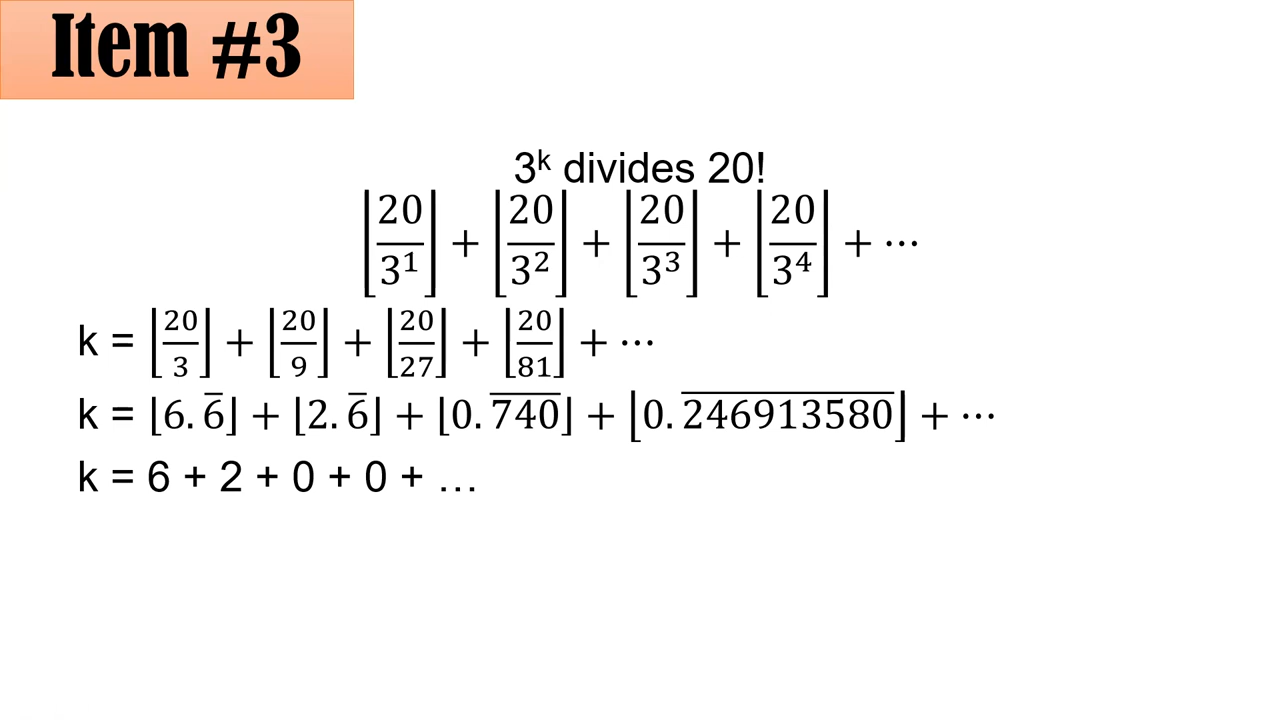 Item #3
3ᵏ divides 20!
⌊20/3¹⌋ + ⌊20/3²⌋ + ⌊20/3³⌋ + ⌊20/3⁴⌋ + ⋯
k = ⌊20/3⌋ + ⌊20/9⌋ + ⌊20/27⌋ + ⌊20/81⌋ + ⋯
k = ⌊6.6̅⌋ + ⌊2.6̅⌋ + ⌊0.7̅4̅0̅⌋ + ⌊0.2̅4̅6̅9̅1̅3̅5̅8̅0̅⌋ + ⋯
k = 6 + 2 + 0 + 0 + …